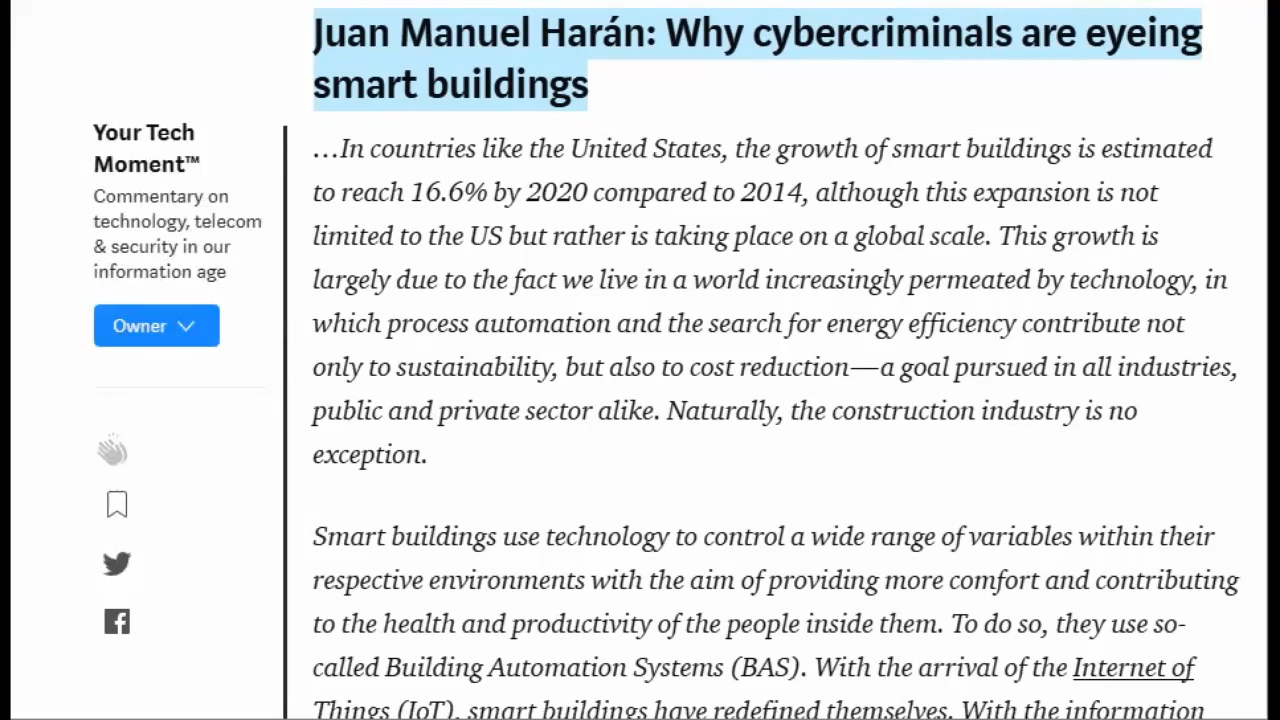 Juan Manuel Harán: Why cybercriminals are eyeing
smart buildings
Your Tech
Moment™
Commentary on
technology, telecom
& security in our
information age
Owner
…In countries like the United States, the growth of smart buildings is estimated
to reach 16.6% by 2020 compared to 2014, although this expansion is not
limited to the US but rather is taking place on a global scale. This growth is
largely due to the fact we live in a world increasingly permeated by technology, in
which process automation and the search for energy efficiency contribute not
only to sustainability, but also to cost reduction—a goal pursued in all industries,
public and private sector alike. Naturally, the construction industry is no
exception.
Smart buildings use technology to control a wide range of variables within their
respective environments with the aim of providing more comfort and contributing
to the health and productivity of the people inside them. To do so, they use so-
called Building Automation Systems (BAS). With the arrival of the Internet of
Things (IoT), smart buildings have redefined themselves. With the information